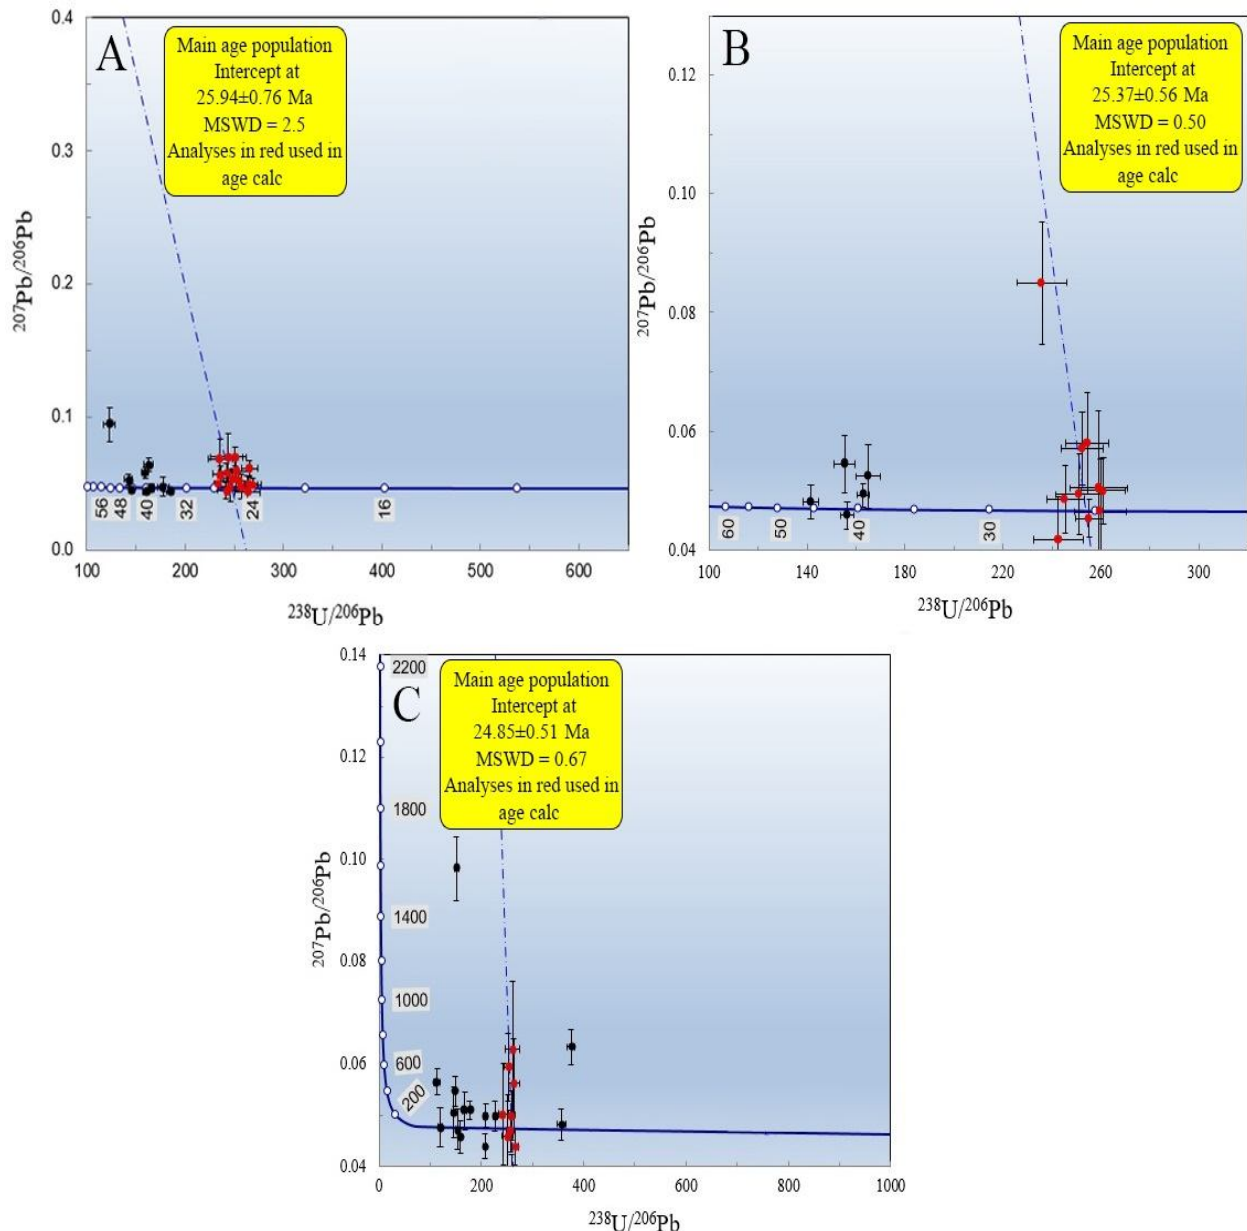 A
Main age population
Intercept at
25.94±0.76 Ma
MSWD = 2.5
Analyses in red used in
age calc
0.4
0.3
0.2
0.1
0.0
207Pb/206Pb
56
48
40
32
24
16
100
200
300
400
500
600
238U/206Pb
B
Main age population
Intercept at
25.37±0.56 Ma
MSWD = 0.50
Analyses in red used in
age calc
0.12
0.10
0.08
0.06
0.04
207Pb/206Pb
60
50
40
30
100
140
180
220
260
300
238U/206Pb
C
Main age population
Intercept at
24.85±0.51 Ma
MSWD = 0.67
Analyses in red used in
age calc
0.14
0.12
0.10
0.08
0.06
0.04
207Pb/206Pb
2200
1800
1400
1000
600
200
0
200
400
600
800
1000
238U/206Pb